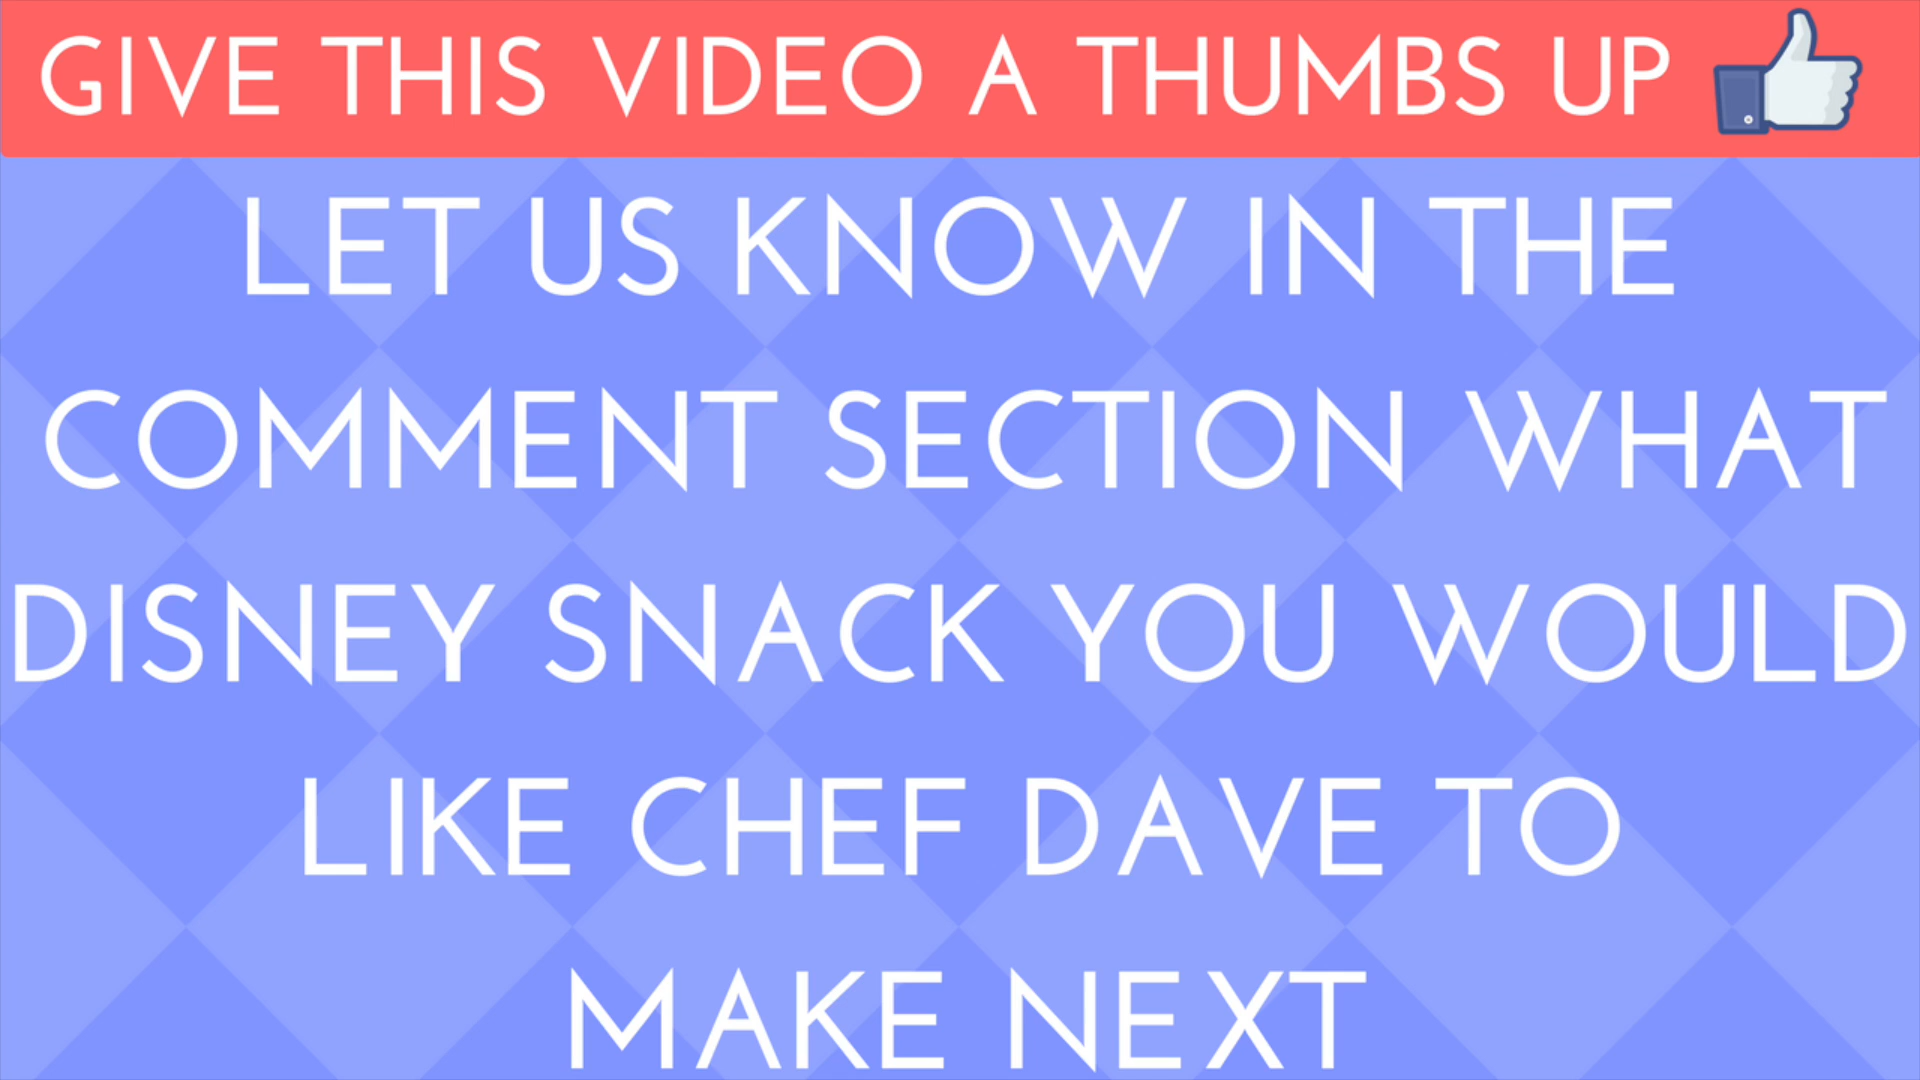 GIVE THIS VIDEO A THUMBS UP
LET US KNOW IN THE
COMMENT SECTION WHAT
DISNEY SNACK YOU WOULD
LIKE CHEF DAVE TO
MAKE NEXT